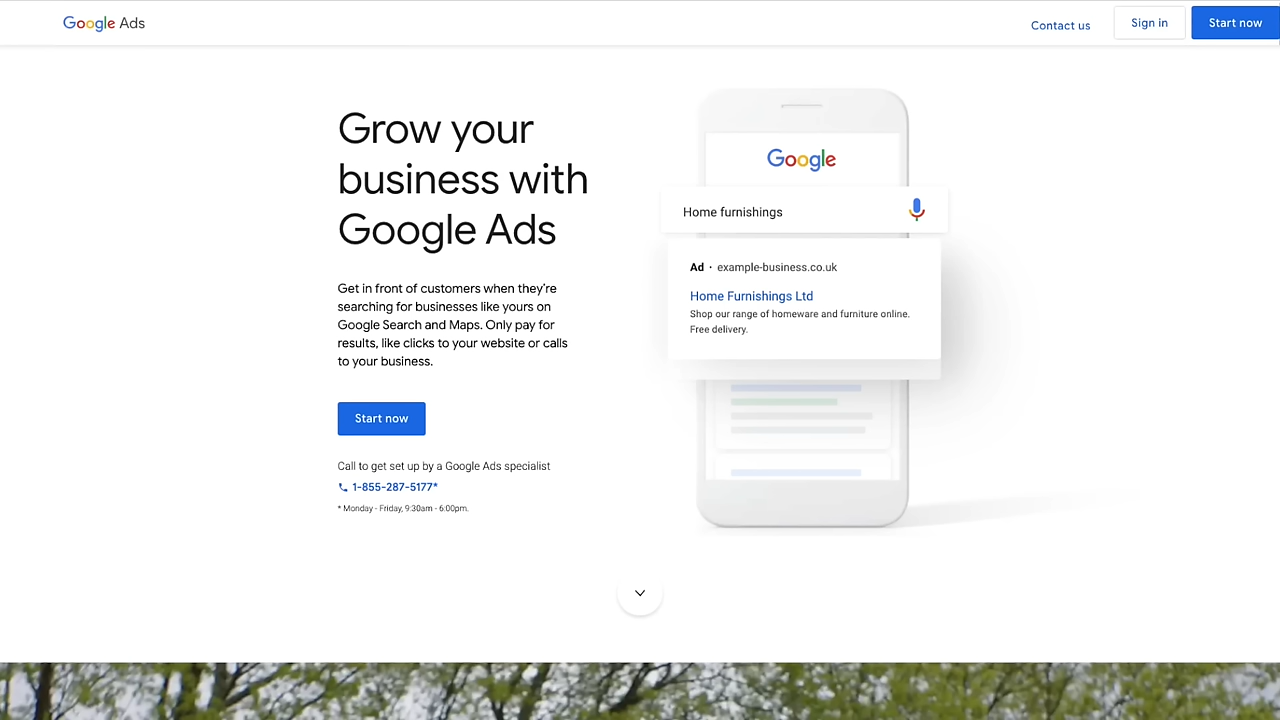 Google Ads
Contact us
Sign in
Start now
Grow your
business with
Google Ads
Get in front of customers when they're
searching for businesses like yours on
Google Search and Maps. Only pay for
results, like clicks to your website or calls
to your business.
Start now
Call to get set up by a Google Ads specialist
1-855-287-5177*
* Monday - Friday, 9:30am - 6:00pm.
Google
Home furnishings
Ad · example-business.co.uk
Home Furnishings Ltd
Shop our range of homeware and furniture online.
Free delivery.